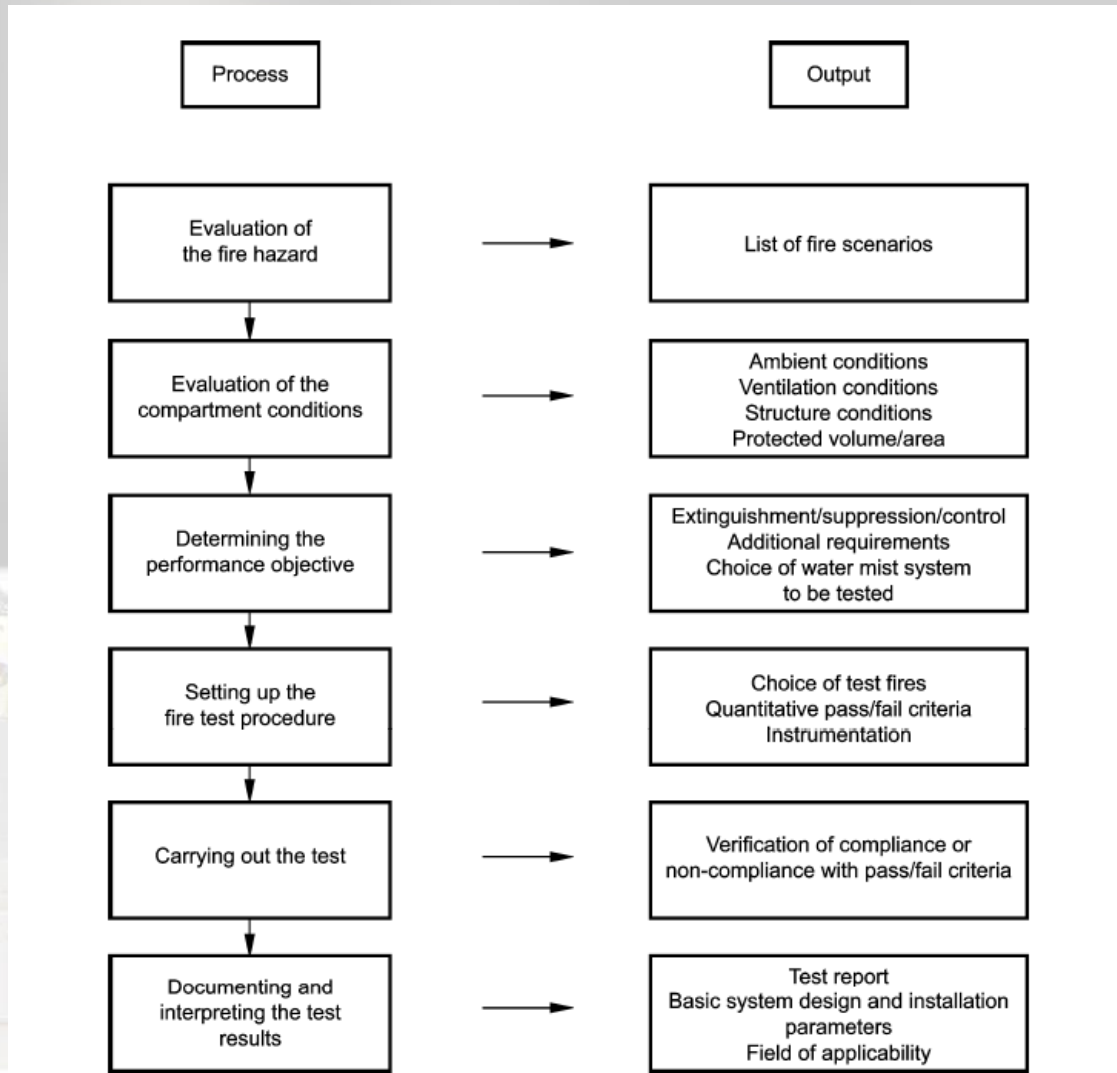 Process
Output
Evaluation of
the fire hazard
List of fire scenarios
Evaluation of the
compartment conditions
Ambient conditions
Ventilation conditions
Structure conditions
Protected volume/area
Determining the
performance objective
Extinguishment/suppression/control
Additional requirements
Choice of water mist system
to be tested
Setting up the
fire test procedure
Choice of test fires
Quantitative pass/fail criteria
Instrumentation
Carrying out the test
Verification of compliance or
non-compliance with pass/fail criteria
Documenting and
interpreting the test
results
Test report
Basic system design and installation
parameters
Field of applicability